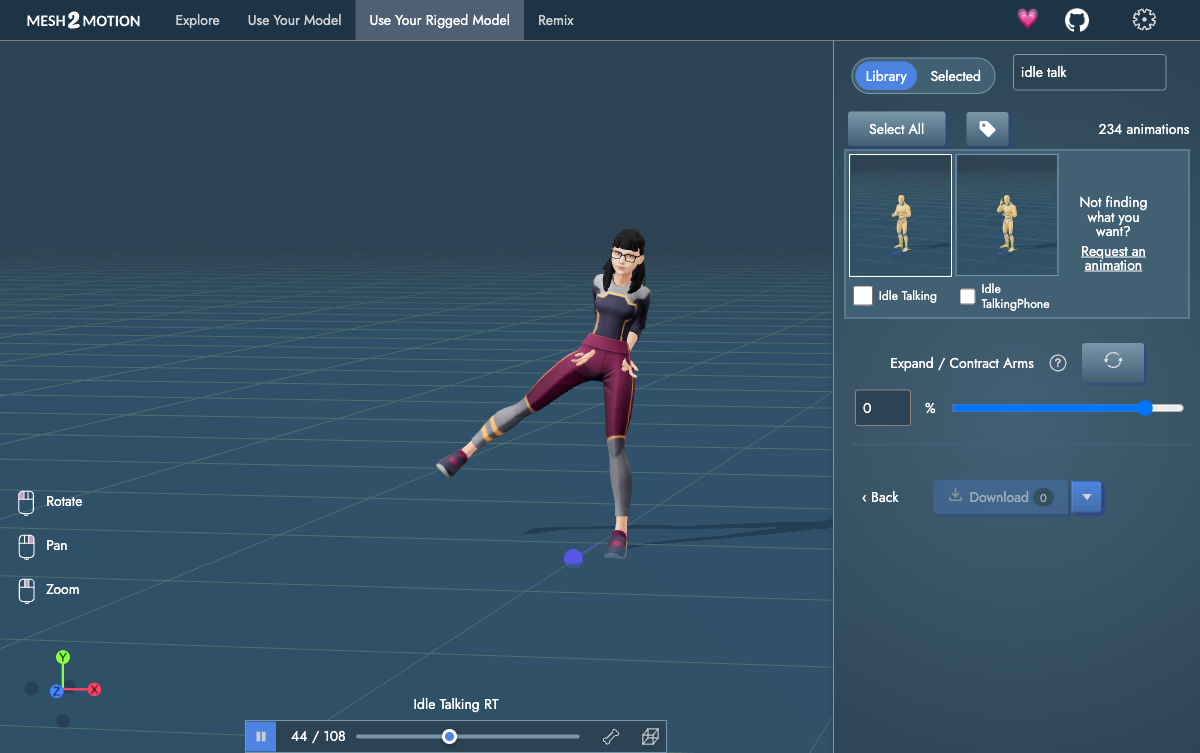 MESH2MOTION
Explore
Use Your Model
Use Your Rigged Model
Remix
Library
Selected
idle talk
Select All
234 animations
Not finding
what you
want?
Request an
animation
Idle Talking
Idle
TalkingPhone
Expand / Contract Arms
?
0
%
‹ Back
Download 0
Rotate
Pan
Zoom
Y
Z
X
Idle Talking RT
44 / 108